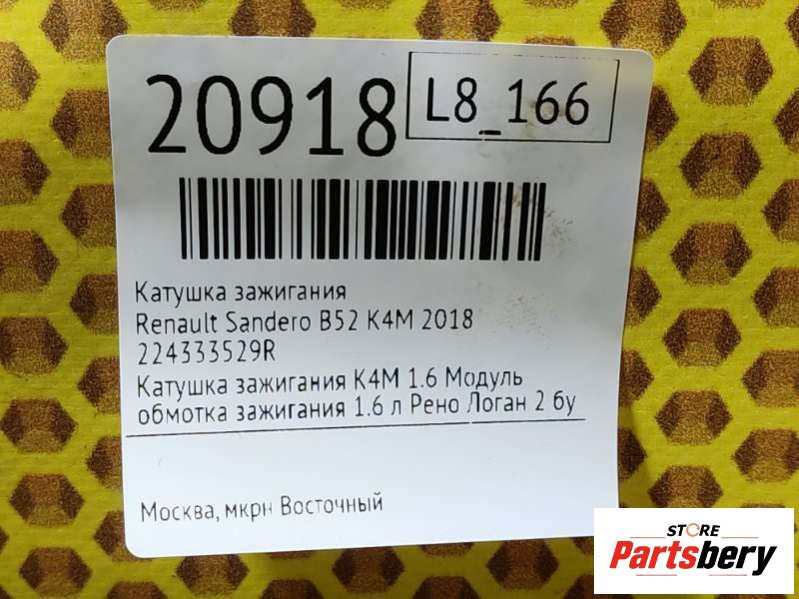 20918
L8_166
Катушка зажигания
Renault Sandero B52 K4M 2018
224333529R
Катушка зажигания K4M 1.6 Модуль
обмотка зажигания 1.6 л Рено Логан 2 бу
Москва, мкрн Восточный
STORE
Partsbery